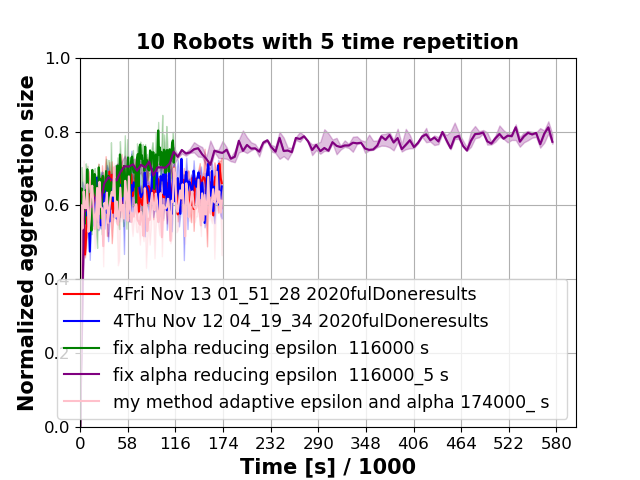 10 Robots with 5 time repetition
Normalized aggregation size
1.0
0.8
0.6
0.4
0.2
0.0
4Fri Nov 13 01_51_28 2020fulDoneresults
4Thu Nov 12 04_19_34 2020fulDoneresults
fix alpha reducing epsilon  116000 s
fix alpha reducing epsilon  116000_5 s
my method adaptive epsilon and alpha 174000_ s
0 58 116 174 232 290 348 406 464 522 580
Time [s] / 1000